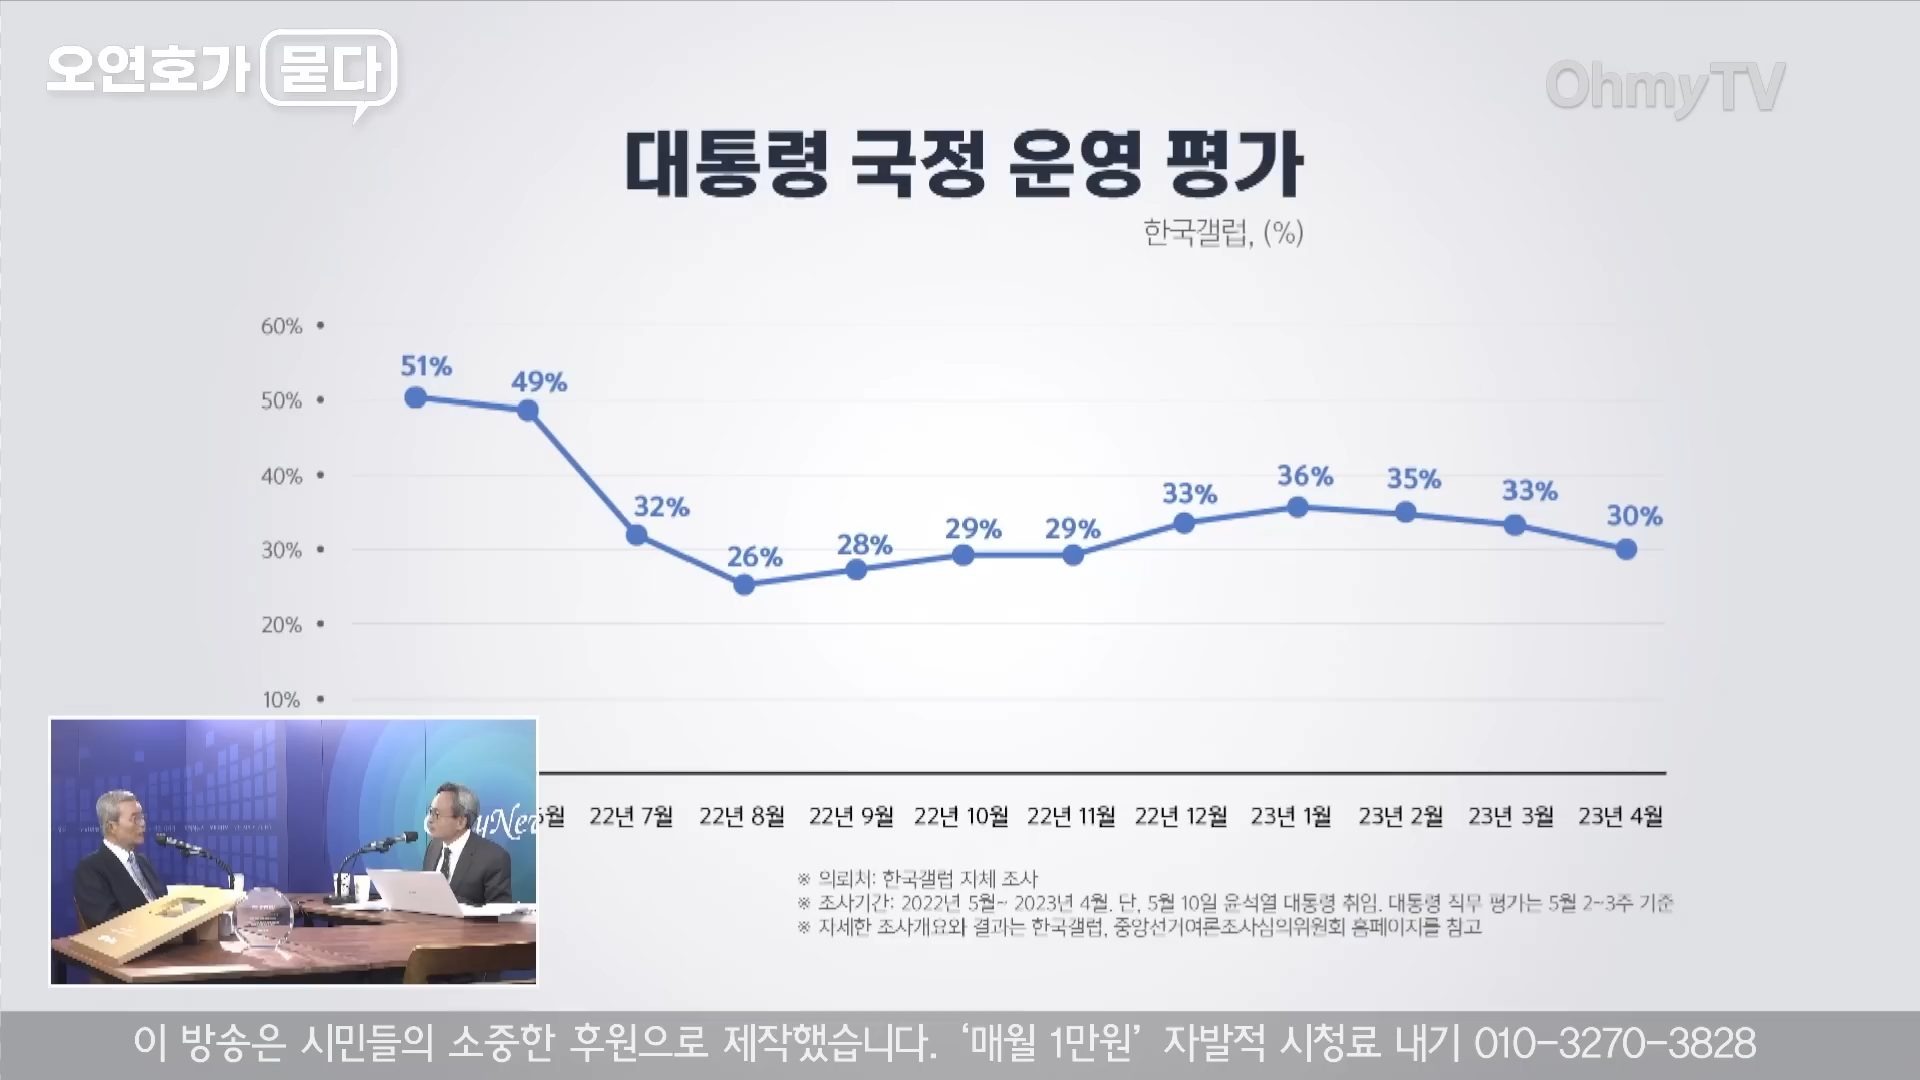 오연호가 묻다
OhmyTV
대통령 국정 운영 평가
한국갤럽, (%)
60%
50%
40%
30%
20%
10%
51%
49%
32%
26%
28%
29%
29%
33%
36%
35%
33%
30%
월 22년 7월 22년 8월 22년 9월 22년 10월 22년 11월 22년 12월 23년 1월 23년 2월 23년 3월 23년 4월
※ 의뢰처: 한국갤럽 자체 조사
※ 조사기간: 2022년 5월~ 2023년 4월. 단, 5월 10일 윤석열 대통령 취임. 대통령 직무 평가는 5월 2~3주 기준
※ 자세한 조사개요와 결과는 한국갤럽, 중앙선거여론조사심의위원회 홈페이지를 참고
이 방송은 시민들의 소중한 후원으로 제작했습니다. ‘매월 1만원’ 자발적 시청료 내기 010-3270-3828